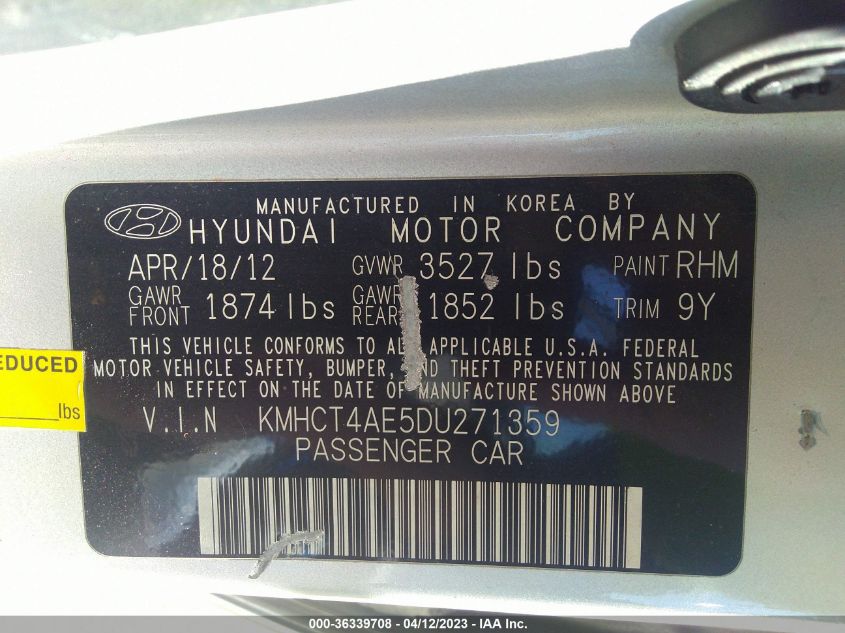 MANUFACTURED IN KOREA BY
HYUNDAI MOTOR COMPANY
APR/18/12 GVWR 3527 lbs PAINT RHM
GAWR FRONT 1874 lbs GAWR REAR 1852 lbs TRIM 9Y
THIS VEHICLE CONFORMS TO ALL APPLICABLE U.S.A. FEDERAL
MOTOR VEHICLE SAFETY, BUMPER, AND THEFT PREVENTION STANDARDS
IN EFFECT ON THE DATE OF MANUFACTURE SHOWN ABOVE
V.I.N KMHCT4AE5DU271359
PASSENGER CAR
EDUCED
lbs
000-36339708 - 04/12/2023 - IAA Inc.